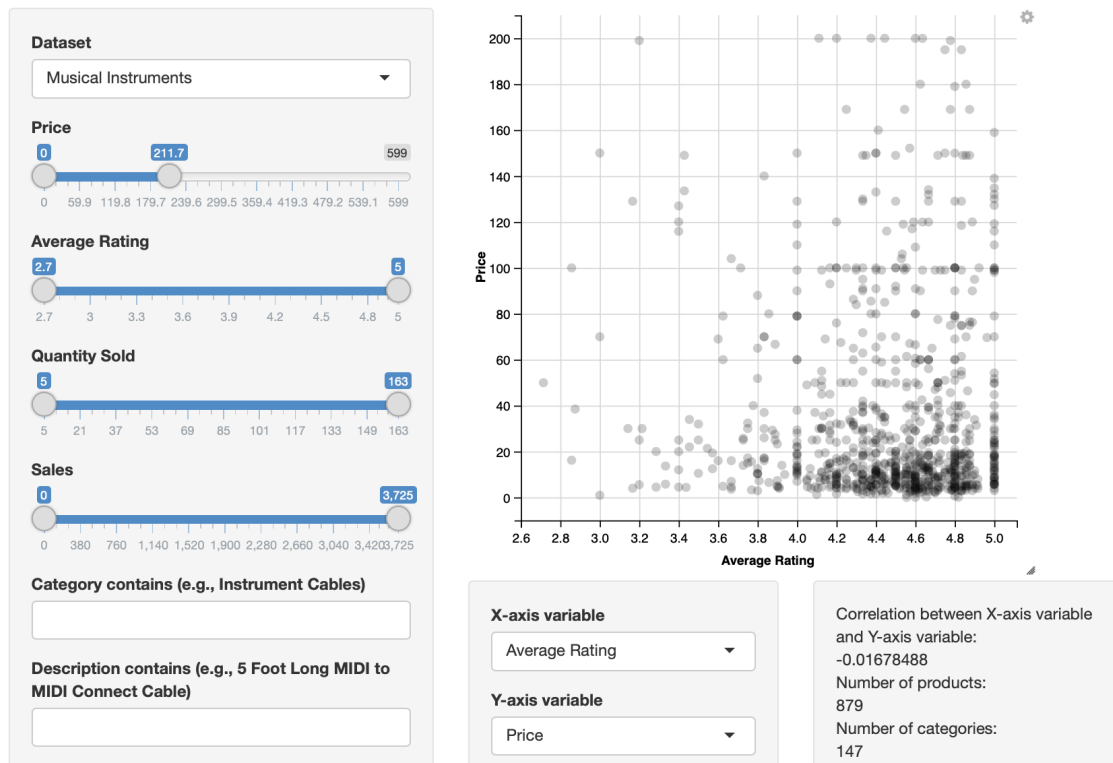 Dataset
Musical Instruments
Price
0 211.7 599
0 59.9 119.8 179.7 239.6 299.5 359.4 419.3 479.2 539.1 599
Average Rating
2.7 5
2.7 3 3.3 3.6 3.9 4.2 4.5 4.8 5
Quantity Sold
5 163
5 21 37 53 69 85 101 117 133 149 163
Sales
0 3,725
0 380 760 1,140 1,520 1,900 2,280 2,660 3,040 3,420 3,725
Category contains (e.g., Instrument Cables)
Description contains (e.g., 5 Foot Long MIDI to
MIDI Connect Cable)
200
180
160
140
120
100
80
60
40
20
0
Price
2.6 2.8 3.0 3.2 3.4 3.6 3.8 4.0 4.2 4.4 4.6 4.8 5.0
Average Rating
X-axis variable
Average Rating
Y-axis variable
Price
Correlation between X-axis variable
and Y-axis variable:
-0.01678488
Number of products:
879
Number of categories:
147